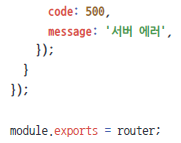 code: 500,
message: '서버 에러',
});
}
});
module.exports = router;